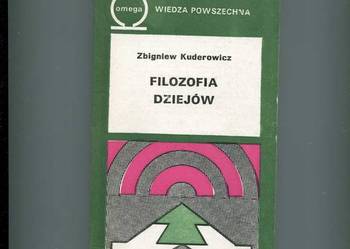 omega WIEDZA POWSZECHNA
Zbigniew Kuderowicz
FILOZOFIA
DZIEJÓW